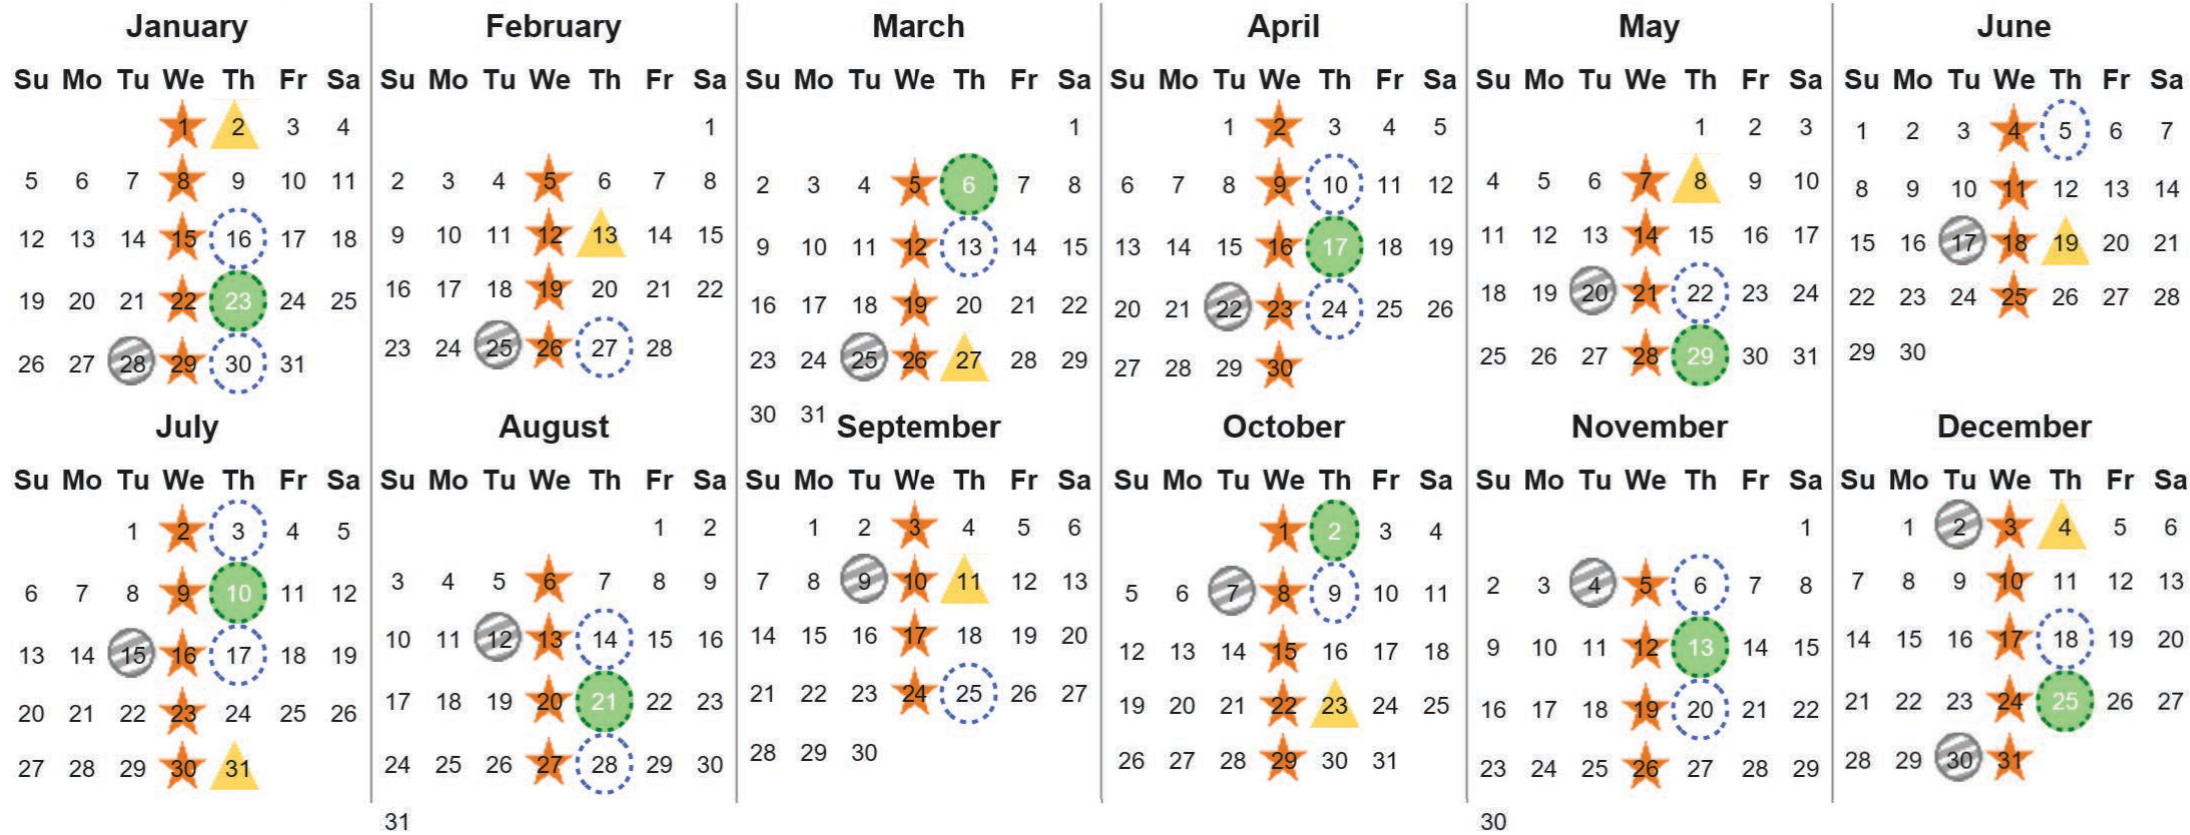 January February March April May June
Su Mo Tu We Th Fr Sa Su Mo Tu We Th Fr Sa Su Mo Tu We Th Fr Sa Su Mo Tu We Th Fr Sa Su Mo Tu We Th Fr Sa Su Mo Tu We Th Fr Sa
1 2 3 4 1 1 1 2 3 4 5 1 2 3 1 2 3 4 5 6 7
5 6 7 8 9 10 11 2 3 4 5 6 7 8 2 3 4 5 6 7 8 6 7 8 9 10 11 12 4 5 6 7 8 9 10 8 9 10 11 12 13 14
12 13 14 15 16 17 18 9 10 11 12 13 14 15 9 10 11 12 13 14 15 13 14 15 16 17 18 19 11 12 13 14 15 16 17 15 16 17 18 19 20 21
19 20 21 22 23 24 25 16 17 18 19 20 21 22 16 17 18 19 20 21 22 20 21 22 23 24 25 26 18 19 20 21 22 23 24 22 23 24 25 26 27 28
26 27 28 29 30 31 23 24 25 26 27 28 23 24 25 26 27 28 29 27 28 29 30 25 26 27 28 29 30 31 29 30
30 31
July August September October November December
Su Mo Tu We Th Fr Sa Su Mo Tu We Th Fr Sa Su Mo Tu We Th Fr Sa Su Mo Tu We Th Fr Sa Su Mo Tu We Th Fr Sa Su Mo Tu We Th Fr Sa
1 2 3 4 5 1 2 1 2 3 4 5 6 1 2 3 4 1 1 2 3 4 5 6
6 7 8 9 10 11 12 3 4 5 6 7 8 9 7 8 9 10 11 12 13 5 6 7 8 9 10 11 2 3 4 5 6 7 8 7 8 9 10 11 12 13
13 14 15 16 17 18 19 10 11 12 13 14 15 16 14 15 16 17 18 19 20 12 13 14 15 16 17 18 9 10 11 12 13 14 15 14 15 16 17 18 19 20
20 21 22 23 24 25 26 17 18 19 20 21 22 23 21 22 23 24 25 26 27 19 20 21 22 23 24 25 16 17 18 19 20 21 22 21 22 23 24 25 26 27
27 28 29 30 31 24 25 26 27 28 29 30 28 29 30 26 27 28 29 30 31 23 24 25 26 27 28 29 28 29 30 31
31 30